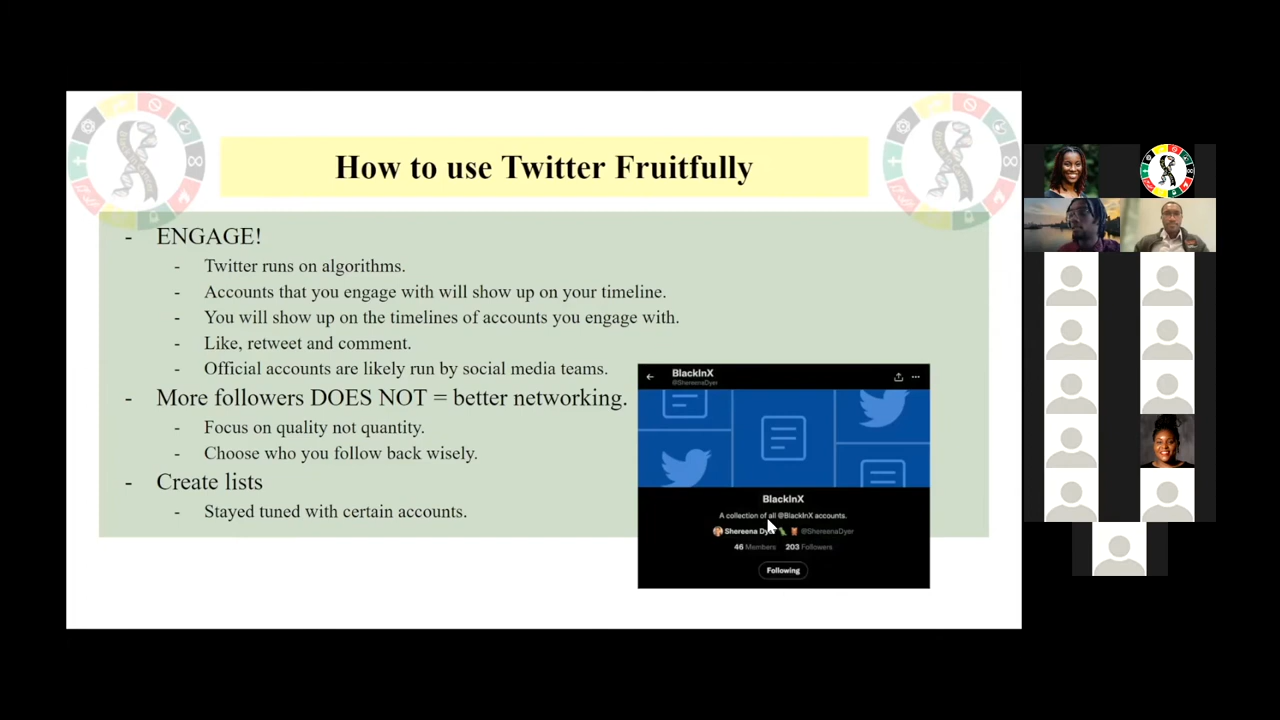 How to use Twitter Fruitfully
- ENGAGE!
- Twitter runs on algorithms.
- Accounts that you engage with will show up on your timeline.
- You will show up on the timelines of accounts you engage with.
- Like, retweet and comment.
- Official accounts are likely run by social media teams.
- More followers DOES NOT = better networking.
- Focus on quality not quantity.
- Choose who you follow back wisely.
- Create lists
- Stayed tuned with certain accounts.
BlackInX
@ShereenaDyer
BlackInX
A collection of all @BlackInX accounts.
Shereena @ShereenaDyer
46 Members 203 Followers
Following